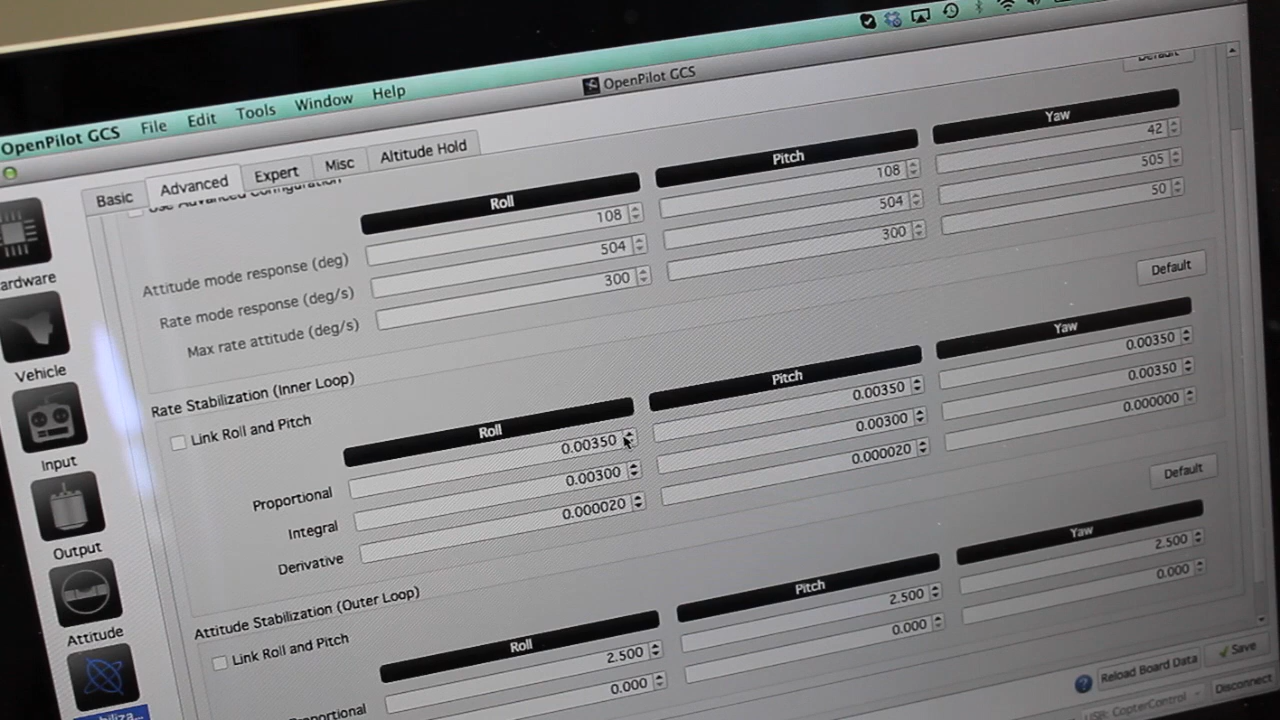 OpenPilot GCS
OpenPilot GCS File Edit Tools Window Help
Basic Advanced Expert Misc Altitude Hold
Default
Use Advanced Configuration
Roll Pitch Yaw
Attitude mode response (deg) 108 108 42
Rate mode response (deg/s) 504 504 505
Max rate attitude (deg/s) 300 300 50
Default
Rate Stabilization (Inner Loop)
Link Roll and Pitch
Roll Pitch Yaw
Proportional 0.00350 0.00350 0.00350
Integral 0.00300 0.00300 0.00350
Derivative 0.000020 0.000020 0.000000
Default
Attitude Stabilization (Outer Loop)
Link Roll and Pitch
Roll Pitch Yaw
Proportional 2.500 2.500 2.500
0.000 0.000 0.000
ardware
Vehicle
Input
Output
Attitude
Reload Board Data Save
USB: CopterControl Disconnect